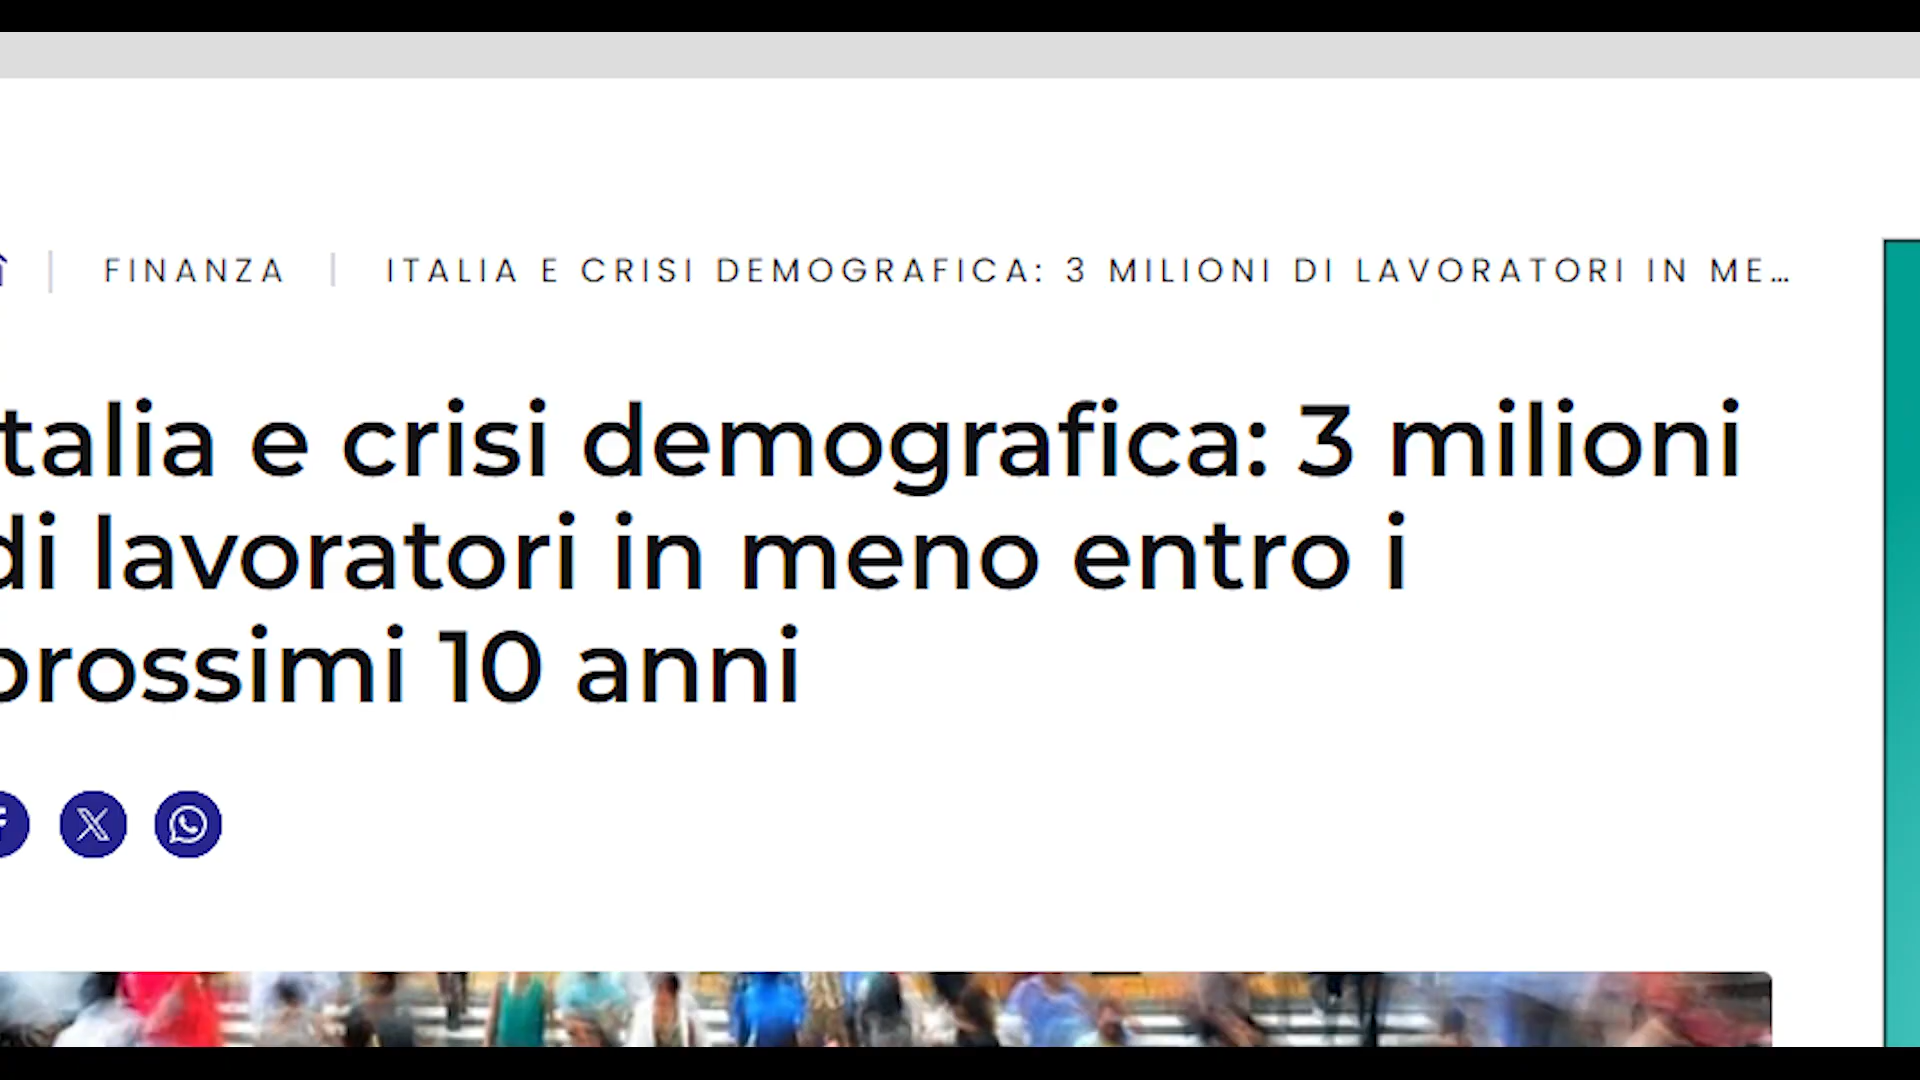 FINANZA | ITALIA E CRISI DEMOGRAFICA: 3 MILIONI DI LAVORATORI IN ME…
talia e crisi demografica: 3 milioni
di lavoratori in meno entro i
prossimi 10 anni